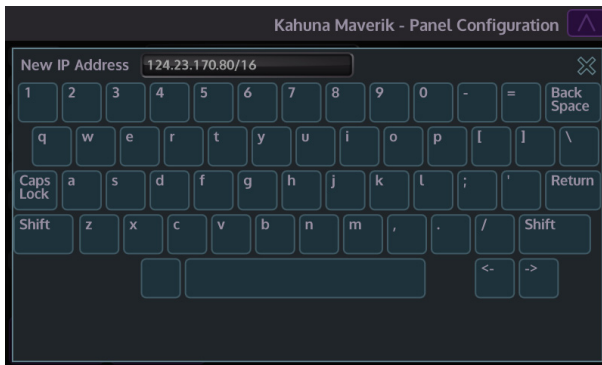 Kahuna Maverik - Panel Configuration
New IP Address 124.23.170.80/16
1 2 3 4 5 6 7 8 9 0 - = Back Space
q w e r t y u i o p [ ] \
Caps Lock a s d f g h j k l ; ' Return
Shift z x c v b n m , . / Shift
<- ->